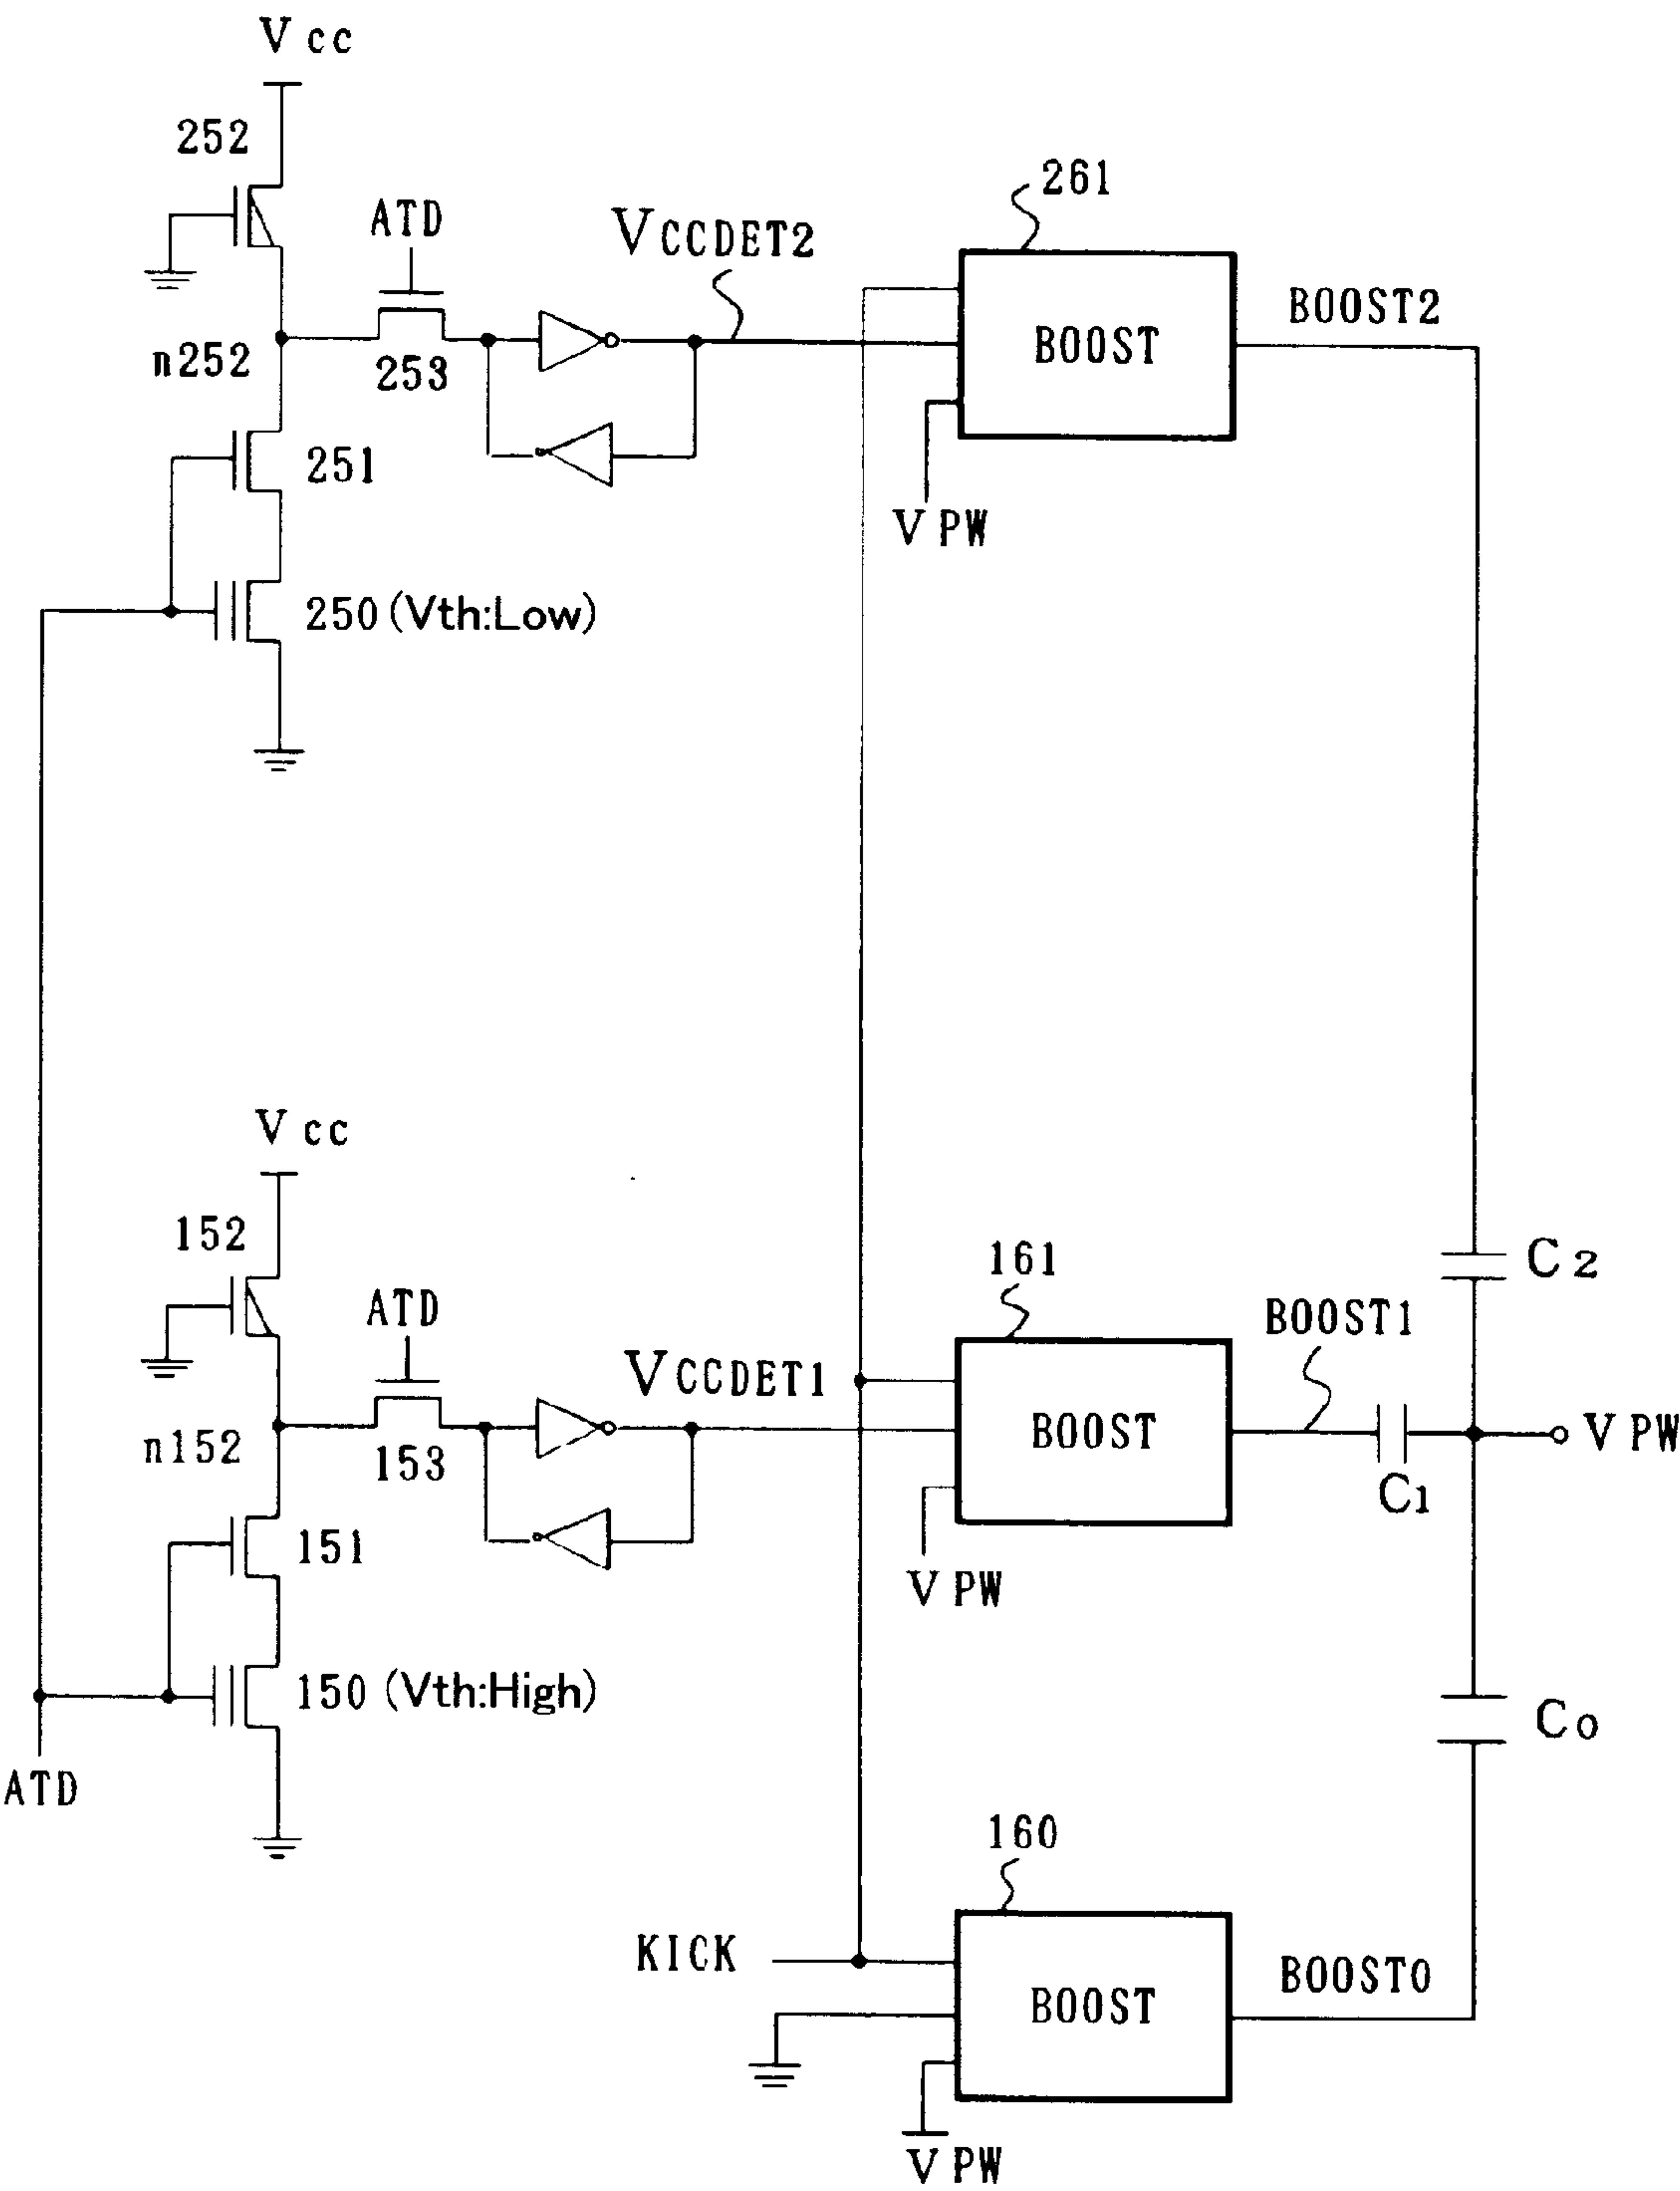 Vcc
252
261
ATD
VCCDET2
BOOST
BOOST2
n252
253
251
VPW
250 (Vth:Low)
Vcc
152
161
C2
ATD
BOOST1
VCCDET1
BOOST
VPW
n152
153
C1
151
VPW
150 (Vth:High)
C0
ATD
160
KICK
BOOST
BOOST0
VPW